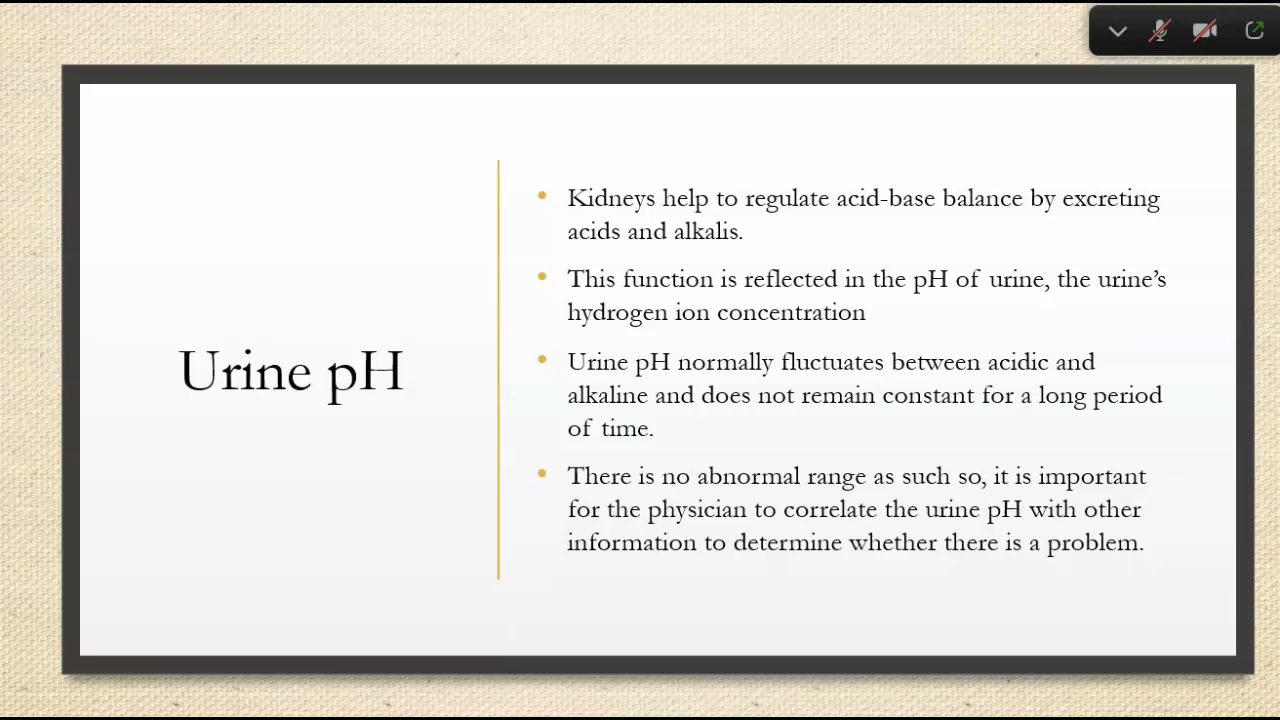 Urine pH
Kidneys help to regulate acid-base balance by excreting
acids and alkalis.
This function is reflected in the pH of urine, the urine’s
hydrogen ion concentration
Urine pH normally fluctuates between acidic and
alkaline and does not remain constant for a long period
of time.
There is no abnormal range as such so, it is important
for the physician to correlate the urine pH with other
information to determine whether there is a problem.